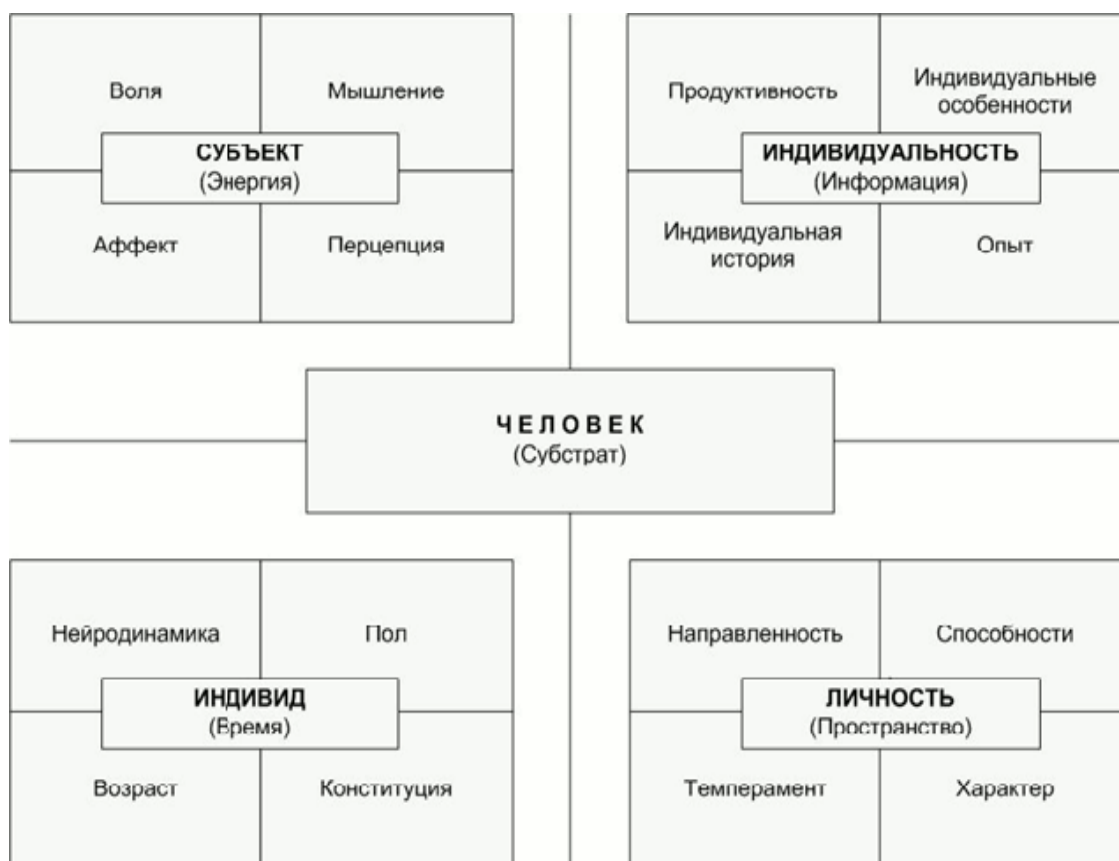 Воля
Мышление
СУБЪЕКТ
(Энергия)
Аффект
Перцепция
Продуктивность
Индивидуальные
особенности
ИНДИВИДУАЛЬНОСТЬ
(Информация)
Индивидуальная
история
Опыт
ЧЕЛОВЕК
(Субстрат)
Нейродинамика
Пол
ИНДИВИД
(Время)
Возраст
Конституция
Направленность
Способности
ЛИЧНОСТЬ
(Пространство)
Темперамент
Характер